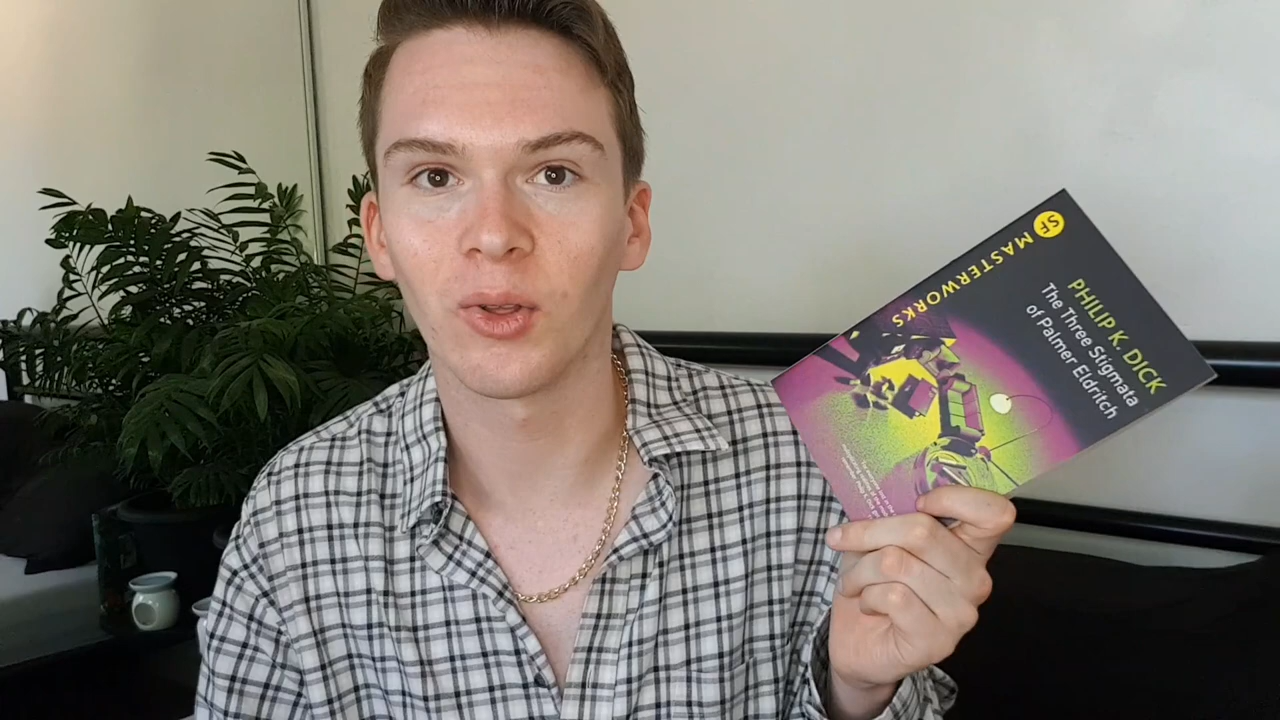 SF
MASTERWORKS
PHILIP K. DICK
The Three Stigmata
of Palmer Eldritch